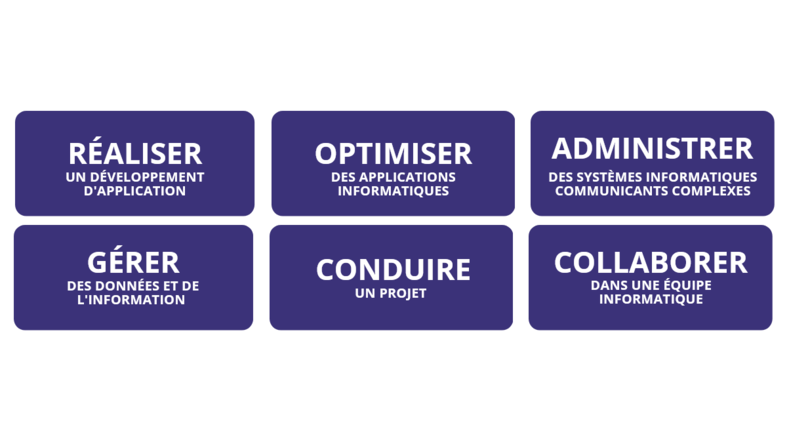 RÉALISER
UN DÉVELOPPEMENT
D'APPLICATION
OPTIMISER
DES APPLICATIONS
INFORMATIQUES
ADMINISTRER
DES SYSTÈMES INFORMATIQUES
COMMUNICANTS COMPLEXES
GÉRER
DES DONNÉES ET DE
L'INFORMATION
CONDUIRE
UN PROJET
COLLABORER
DANS UNE ÉQUIPE
INFORMATIQUE